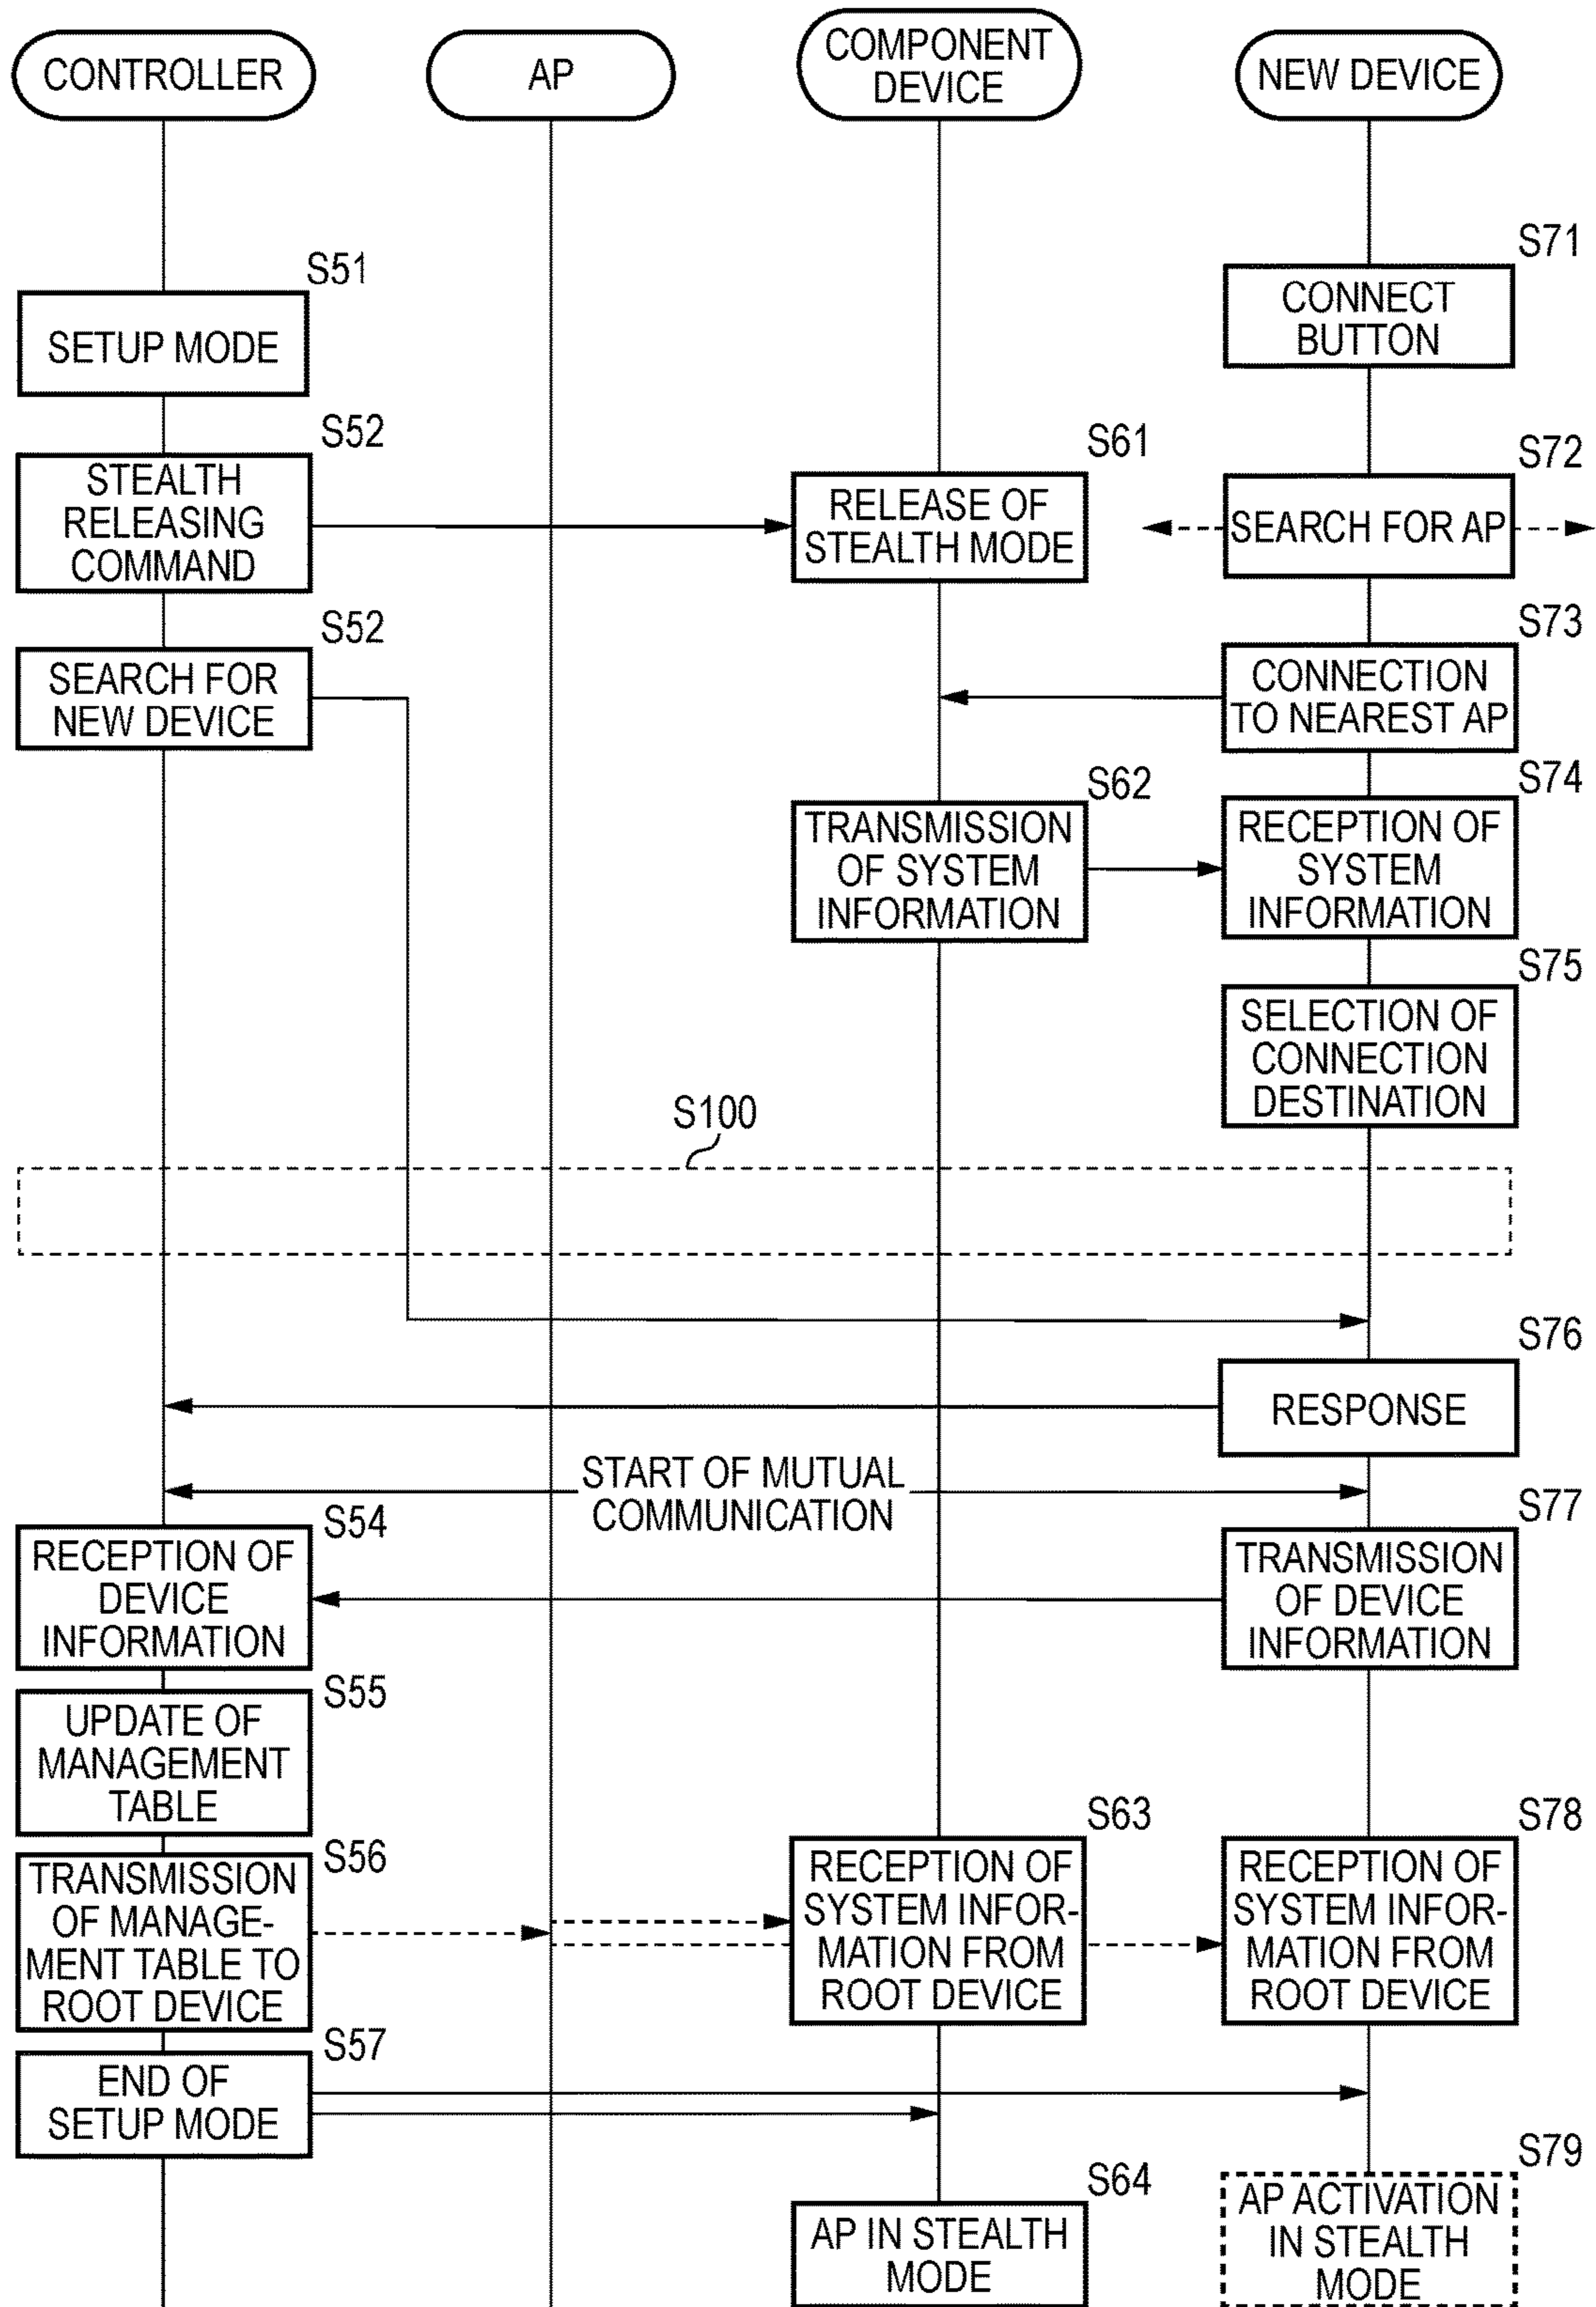 CONTROLLER
AP
COMPONENT
DEVICE
NEW DEVICE
S71
CONNECT
BUTTON
S51
SETUP MODE
S52
STEALTH
RELEASING
COMMAND
S61
RELEASE OF
STEALTH MODE
S72
SEARCH FOR AP
S52
SEARCH FOR
NEW DEVICE
S73
CONNECTION
TO NEAREST AP
S62
TRANSMISSION
OF SYSTEM
INFORMATION
S74
RECEPTION OF
SYSTEM
INFORMATION
S75
SELECTION OF
CONNECTION
DESTINATION
S100
S76
RESPONSE
START OF MUTUAL
COMMUNICATION
S54
RECEPTION OF
DEVICE
INFORMATION
S77
TRANSMISSION
OF DEVICE
INFORMATION
S55
UPDATE OF
MANAGEMENT
TABLE
S56
TRANSMISSION
OF MANAGE-
MENT TABLE TO
ROOT DEVICE
S63
RECEPTION OF
SYSTEM INFOR-
MATION FROM
ROOT DEVICE
S78
RECEPTION OF
SYSTEM INFOR-
MATION FROM
ROOT DEVICE
S57
END OF
SETUP MODE
S64
AP IN STEALTH
MODE
S79
AP ACTIVATION
IN STEALTH
MODE